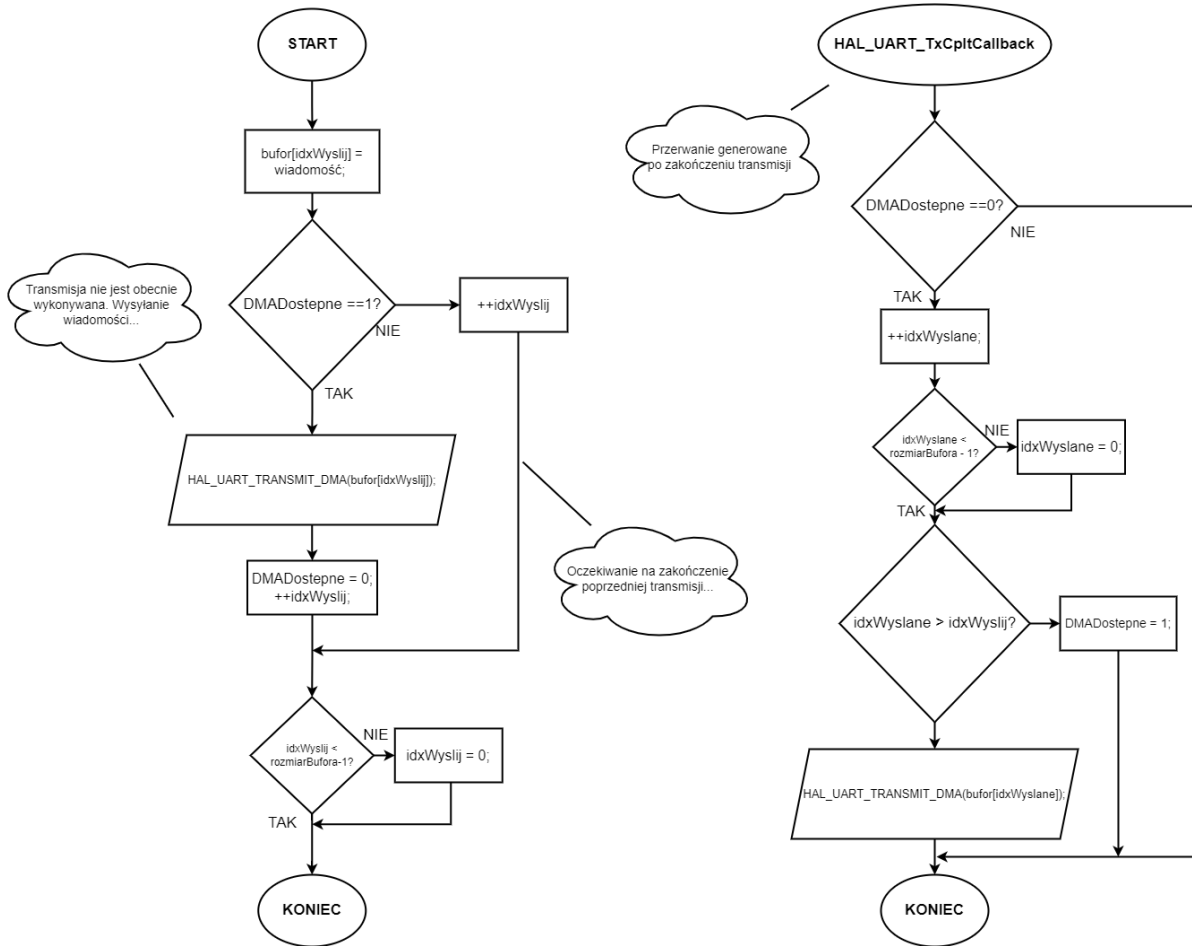 START
bufor[idxWyslij] =
wiadomość;
DMADostepne ==1?
NIE
++idxWyslij
Transmisja nie jest obecnie
wykonywana. Wysyłanie
wiadomości...
TAK
HAL_UART_TRANSMIT_DMA(bufor[idxWyslij]);
DMADostepne = 0;
++idxWyslij;
Oczekiwanie na zakończenie
poprzedniej transmisji...
idxWyslij <
rozmiarBufora-1?
NIE
idxWyslij = 0;
TAK
KONIEC
HAL_UART_TxCpltCallback
Przerwanie generowane
po zakończeniu transmisji
DMADostepne ==0?
NIE
TAK
++idxWyslane;
idxWyslane <
rozmiarBufora - 1?
NIE
idxWyslane = 0;
TAK
idxWyslane > idxWyslij?
DMADostepne = 1;
HAL_UART_TRANSMIT_DMA(bufor[idxWyslane]);
KONIEC